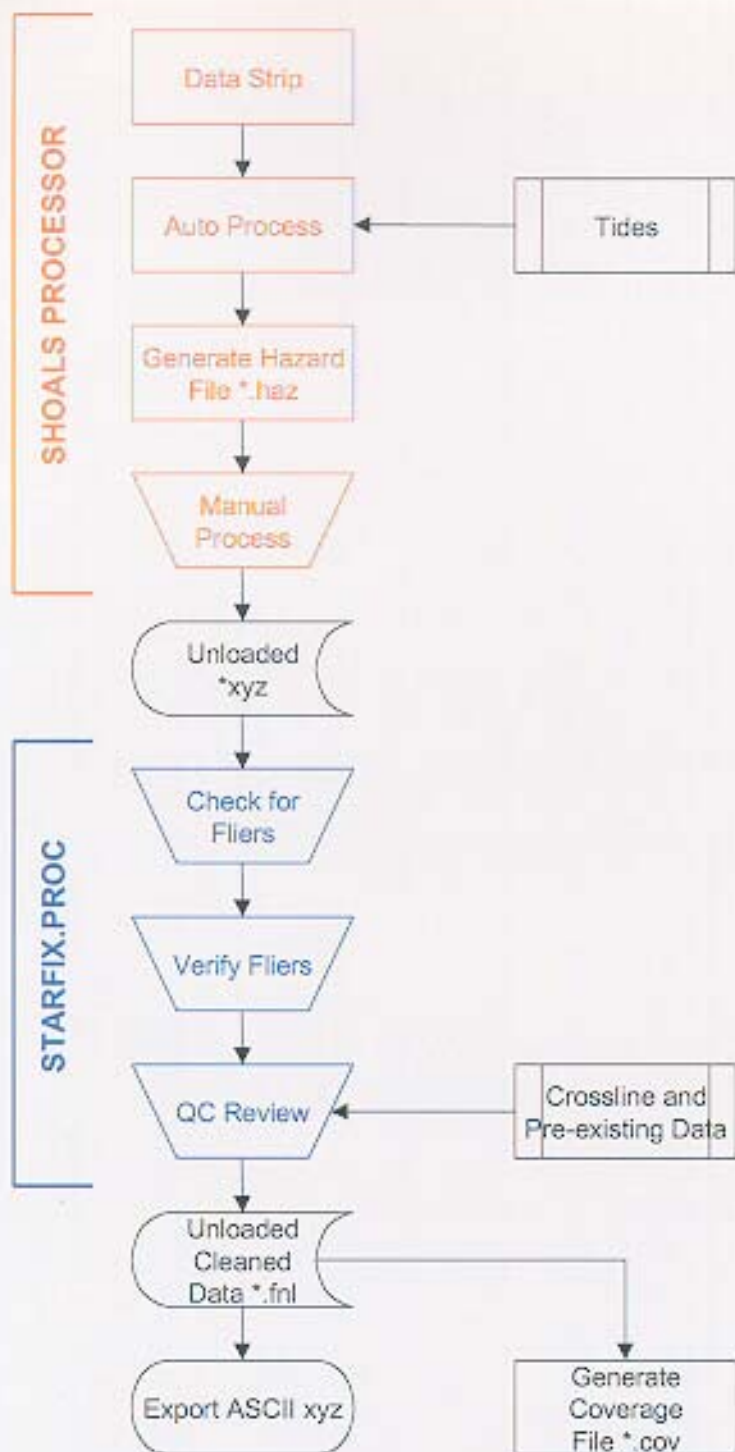 SHOALS PROCESSOR
Data Strip
Auto Process
Tides
Generate Hazard
File *.haz
Manual
Process
Unloaded
*xyz
STARFIX.PROC
Check for
Fliers
Verify Fliers
QC Review
Crossline and
Pre-existing Data
Unloaded
Cleaned
Data *.fnl
Export ASCII xyz
Generate
Coverage
File *.cov